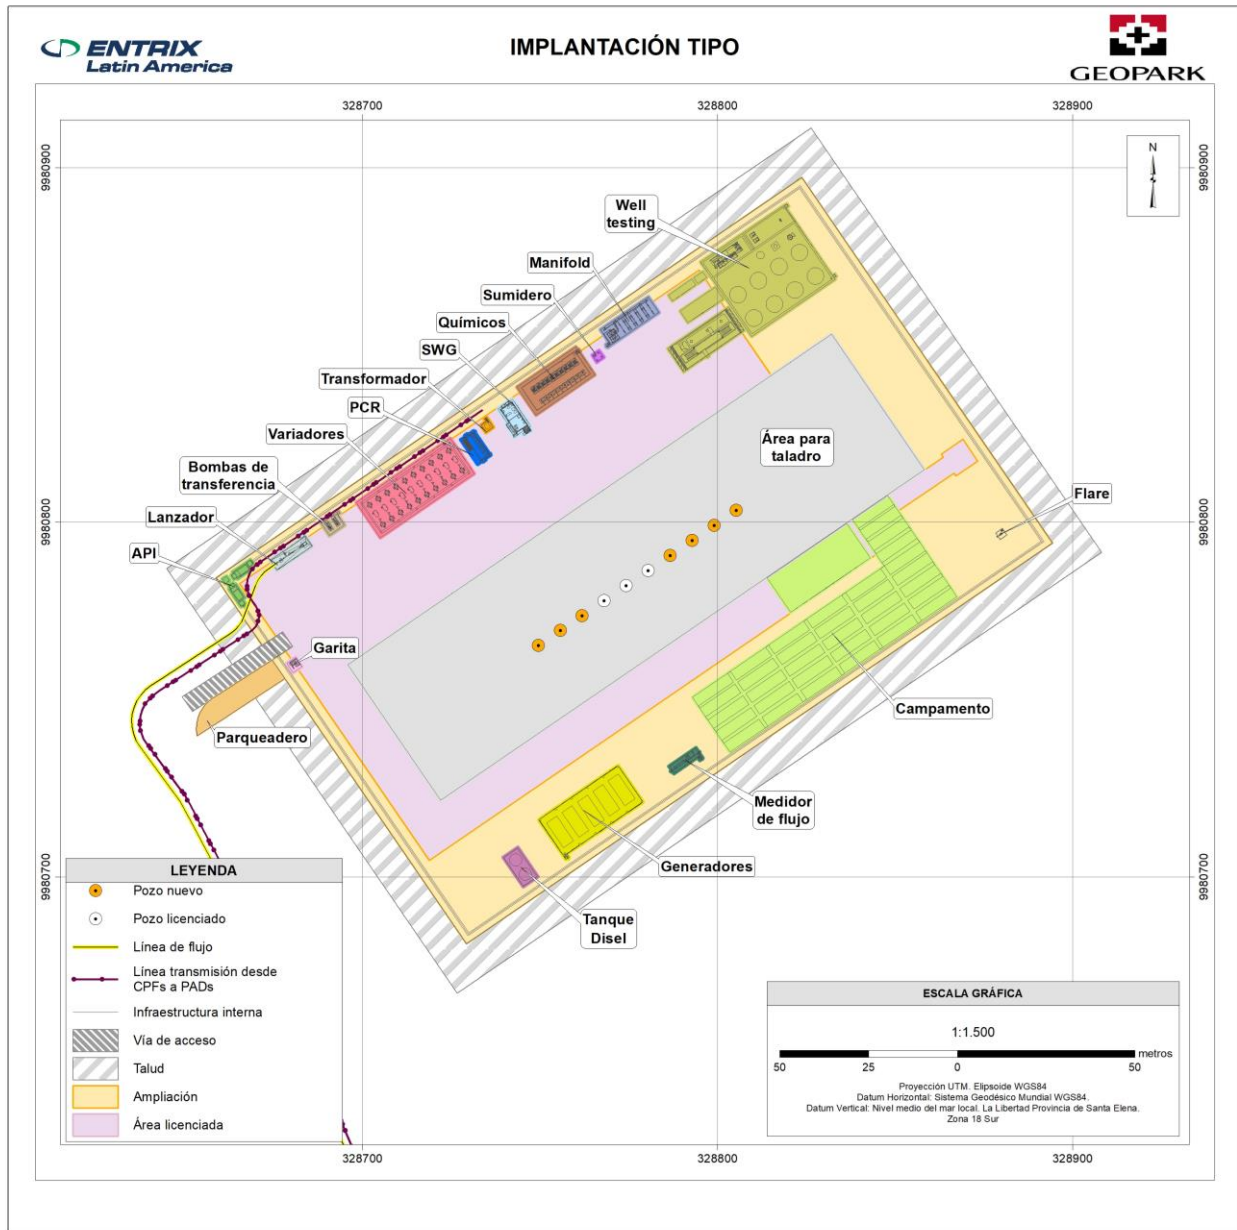 ENTRIX
Latin America
IMPLANTACIÓN TIPO
GEOPARK
328700
328800
328900
9980900
9980900
N
Well
testing
Manifold
Sumidero
Químicos
SWG
Transformador
PCR
Variadores
Bombas de
transferencia
Lanzador
API
Área para
taladro
Flare
9980800
9980800
Garita
Parqueadero
Campamento
Medidor
de flujo
Generadores
Tanque
Disel
9980700
9980700
LEYENDA
Pozo nuevo
Pozo licenciado
Línea de flujo
Línea transmisión desde
CPFs a PADs
Infraestructura interna
Vía de acceso
Talud
Ampliación
Área licenciada
ESCALA GRÁFICA
1:1.500
metros
50 25 0 50
Proyección UTM. Elipsoide WGS84
Datum Horizontal: Sistema Geodésico Mundial WGS84.
Datum Vertical: Nivel medio del mar local. La Libertad Provincia de Santa Elena.
Zona 18 Sur
328700
328800
328900